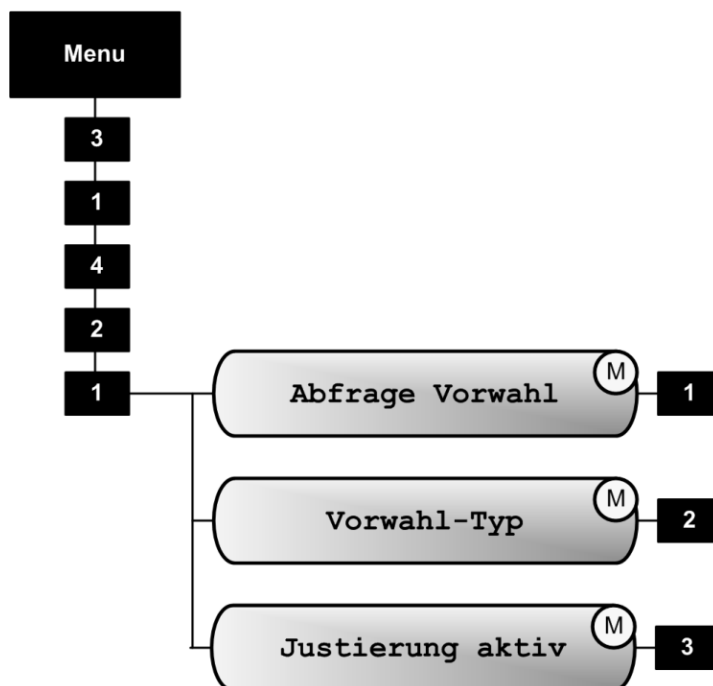 Menu
3
1
4
2
1
M
Abfrage Vorwahl
1
M
Vorwahl-Typ
2
M
Justierung aktiv
3